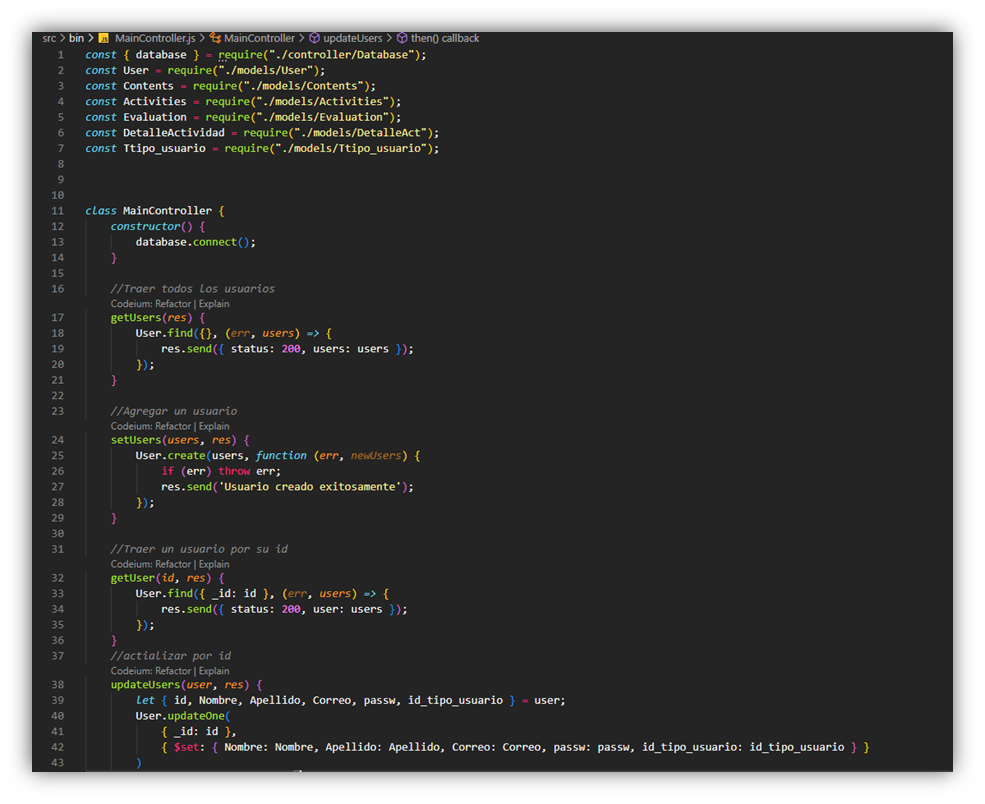 src > bin > JS MainController.js > MainController > updateUsers > then() callback
1 const { database } = require("./controller/Database");
2 const User = require("./models/User");
3 const Contents = require("./models/Contents");
4 const Activities = require("./models/Activities");
5 const Evaluation = require("./models/Evaluation");
6 const DetalleActividad = require("./models/DetalleAct");
7 const Ttipo_usuario = require("./models/Ttipo_usuario");
8
9
10
11 class MainController {
12 constructor() {
13 database.connect();
14 }
15
16 //Traer todos los usuarios
Codeium: Refactor | Explain
17 getUsers(res) {
18 User.find({}, (err, users) => {
19 res.send({ status: 200, users: users });
20 });
21 }
22
23 //Agregar un usuario
Codeium: Refactor | Explain
24 setUsers(users, res) {
25 User.create(users, function (err, newUsers) {
26 if (err) throw err;
27 res.send('Usuario creado exitosamente');
28 });
29 }
30
31 //Traer un usuario por su id
Codeium: Refactor | Explain
32 getUser(id, res) {
33 User.find({ _id: id }, (err, users) => {
34 res.send({ status: 200, user: users });
35 });
36 }
37 //actializar por id
Codeium: Refactor | Explain
38 updateUsers(user, res) {
39 let { id, Nombre, Apellido, Correo, passw, id_tipo_usuario } = user;
40 User.updateOne(
41 { _id: id },
42 { $set: { Nombre: Nombre, Apellido: Apellido, Correo: Correo, passw: passw, id_tipo_usuario: id_tipo_usuario } }
43 )